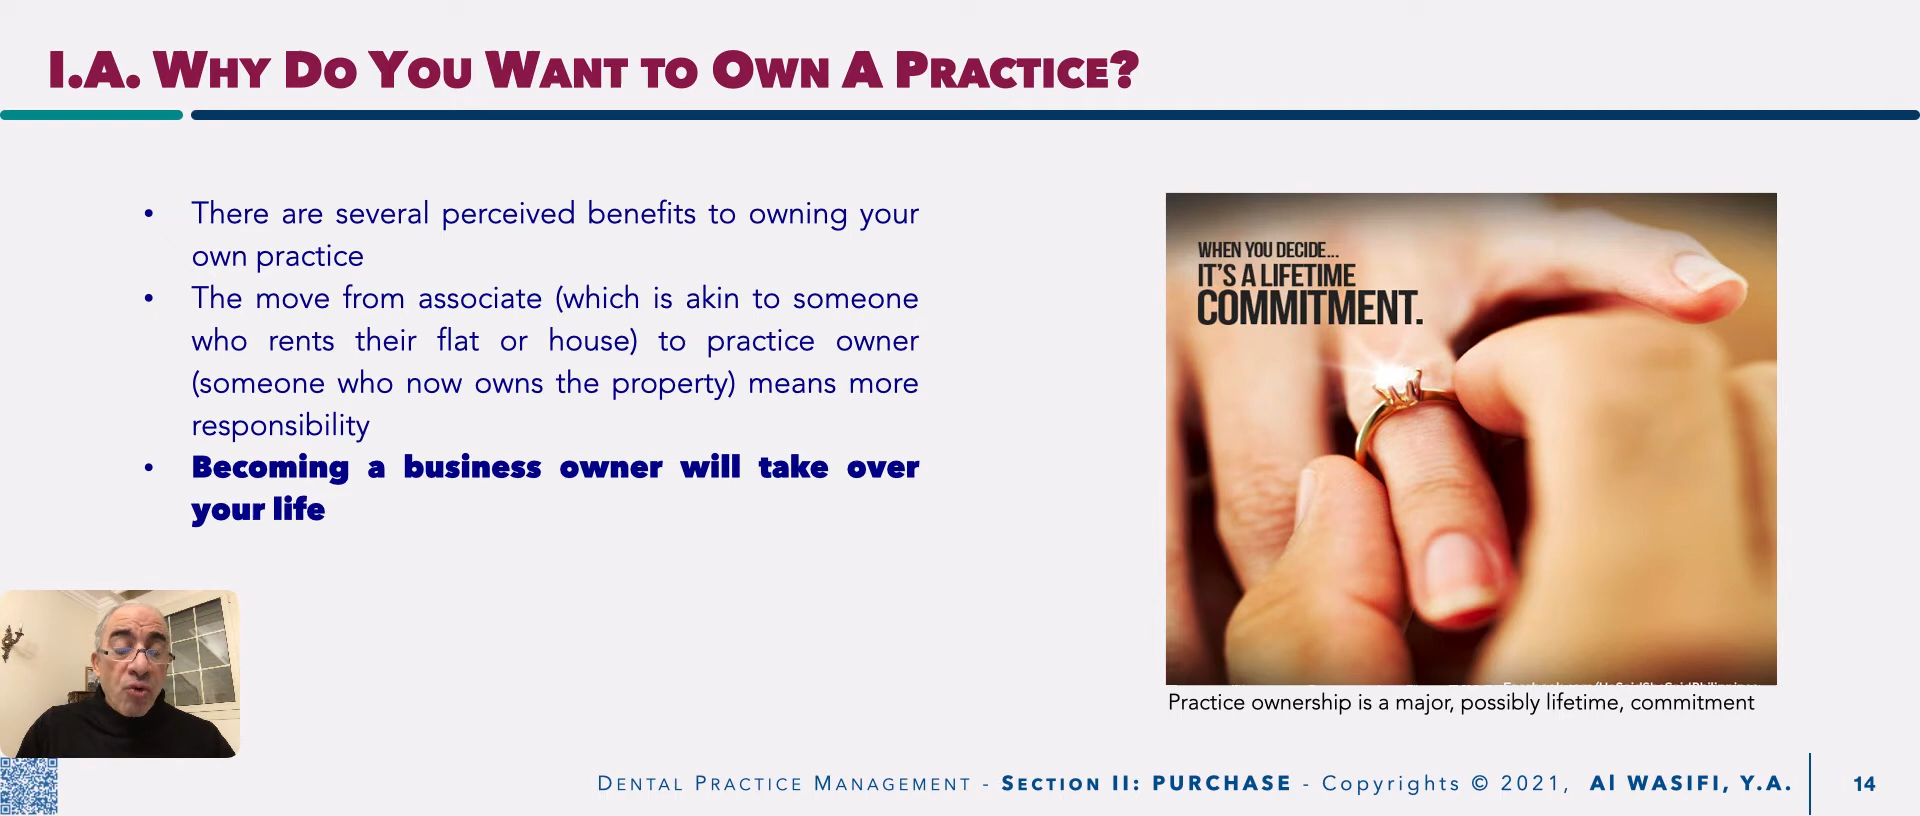 I.A. WHY DO YOU WANT TO OWN A PRACTICE?
• There are several perceived benefits to owning your
own practice
• The move from associate (which is akin to someone
who rents their flat or house) to practice owner
(someone who now owns the property) means more
responsibility
• Becoming a business owner will take over
your life
WHEN YOU DECIDE...
IT'S A LIFETIME
COMMITMENT.
Practice ownership is a major, possibly lifetime, commitment
DENTAL PRACTICE MANAGEMENT - SECTION II: PURCHASE - Copyrights © 2021, Al WASIFI, Y.A.
14